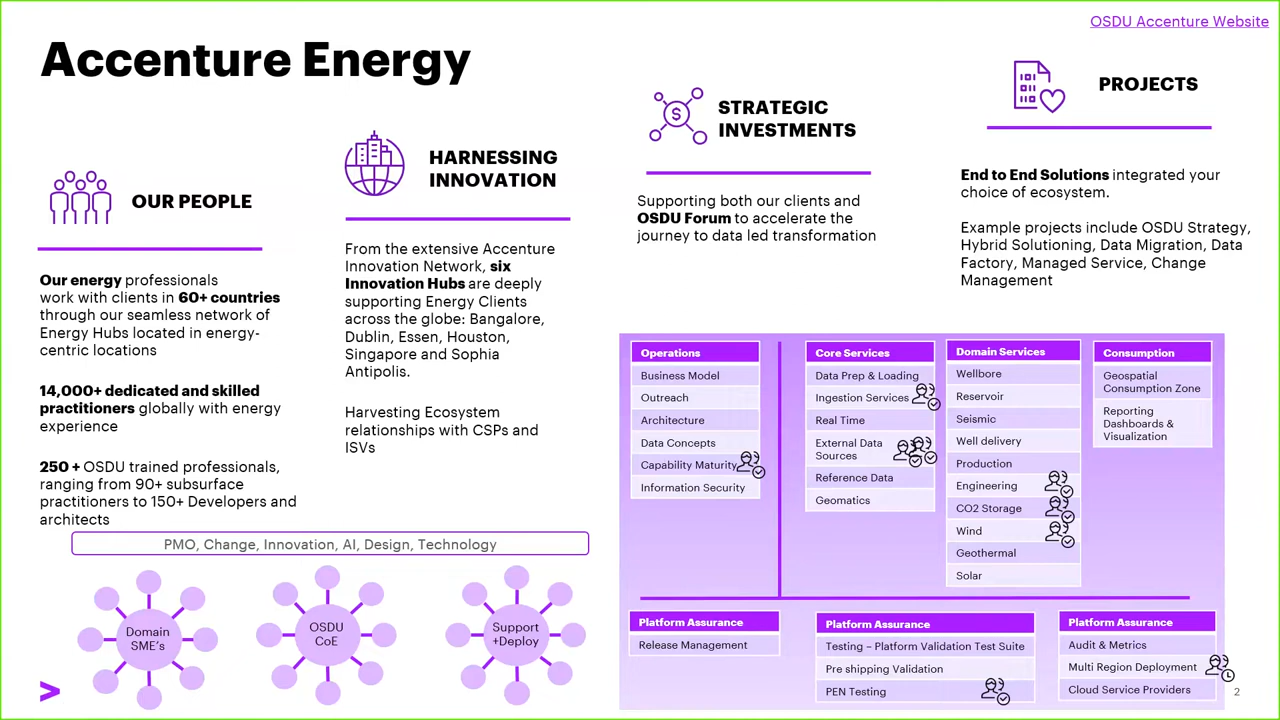 OSDU Accenture Website
Accenture Energy
OUR PEOPLE
Our energy professionals
work with clients in 60+ countries
through our seamless network of
Energy Hubs located in energy-
centric locations
14,000+ dedicated and skilled
practitioners globally with energy
experience
250 + OSDU trained professionals,
ranging from 90+ subsurface
practitioners to 150+ Developers and
architects
HARNESSING
INNOVATION
From the extensive Accenture
Innovation Network, six
Innovation Hubs are deeply
supporting Energy Clients
across the globe: Bangalore,
Dublin, Essen, Houston,
Singapore and Sophia
Antipolis.
Harvesting Ecosystem
relationships with CSPs and
ISVs
STRATEGIC
INVESTMENTS
Supporting both our clients and
OSDU Forum to accelerate the
journey to data led transformation
PROJECTS
End to End Solutions integrated your
choice of ecosystem.
Example projects include OSDU Strategy,
Hybrid Solutioning, Data Migration, Data
Factory, Managed Service, Change
Management
PMO, Change, Innovation, AI, Design, Technology
Domain
SME's
OSDU
CoE
Support
+Deploy
Operations
Business Model
Outreach
Architecture
Data Concepts
Capability Maturity
Information Security
Core Services
Data Prep & Loading
Ingestion Services
Real Time
External Data
Sources
Reference Data
Geomatics
Domain Services
Wellbore
Reservoir
Seismic
Well delivery
Production
Engineering
CO2 Storage
Wind
Geothermal
Solar
Consumption
Geospatial
Consumption Zone
Reporting
Dashboards &
Visualization
Platform Assurance
Release Management
Platform Assurance
Testing – Platform Validation Test Suite
Pre shipping Validation
PEN Testing
Platform Assurance
Audit & Metrics
Multi Region Deployment
Cloud Service Providers
2